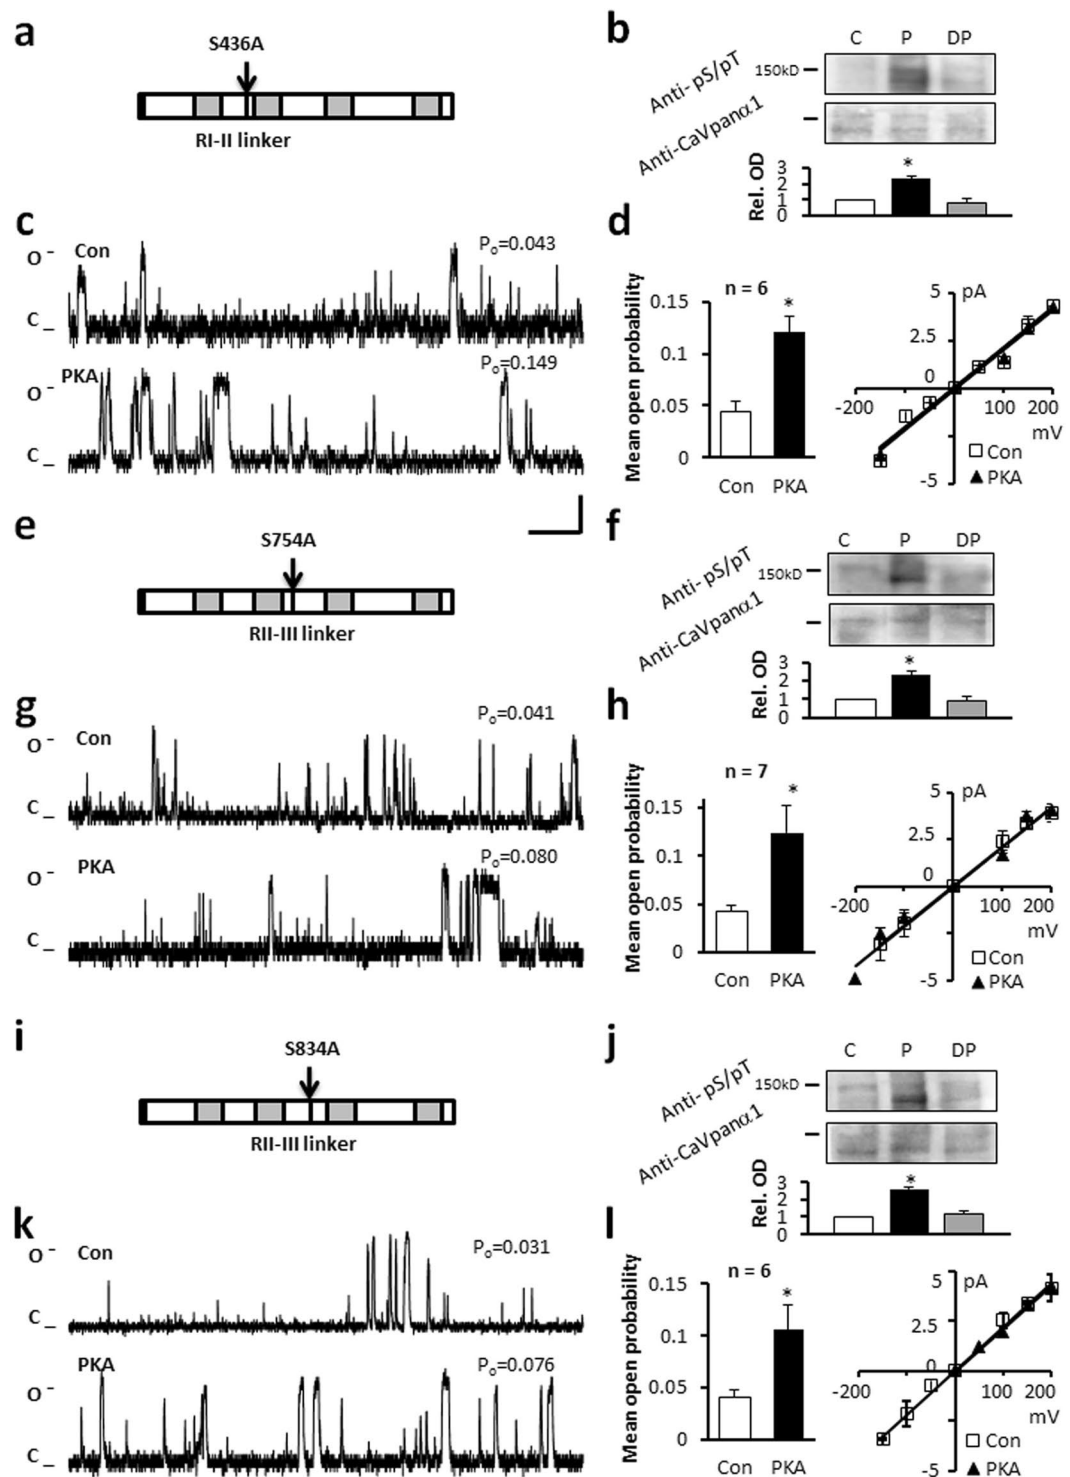 a
S436A
RI-II linker
b
C P DP
Anti- pS/pT
150kD
Anti-CaVpanα1
Rel. OD
3
2
1
0
*
c
O -
Con
Po=0.043
C _
PKA
Po=0.149
O -
C _
d
Mean open probability
n = 6
*
0.15
0.1
0.05
0
Con PKA
5 pA
2.5
0
-200 100 200
mV
-5
□ Con
▲ PKA
e
S754A
RII-III linker
f
C P DP
Anti- pS/pT
150kD
Anti-CaVpanα1
Rel. OD
3
2
1
0
*
g
O -
Con
Po=0.041
C _
PKA
Po=0.080
O -
C _
h
Mean open probability
n = 7
*
0.15
0.1
0.05
0
Con PKA
5 pA
2.5
0
-200 100 200
mV
-5
□ Con
▲ PKA
i
S834A
RII-III linker
j
C P DP
Anti- pS/pT
150kD
Anti-CaVpanα1
Rel. OD
3
2
1
0
*
k
O -
Con
Po=0.031
C _
PKA
Po=0.076
O -
C _
l
Mean open probability
n = 6
*
0.15
0.1
0.05
0
Con PKA
5 pA
2.5
0
-200 100 200
mV
-5
□ Con
▲ PKA